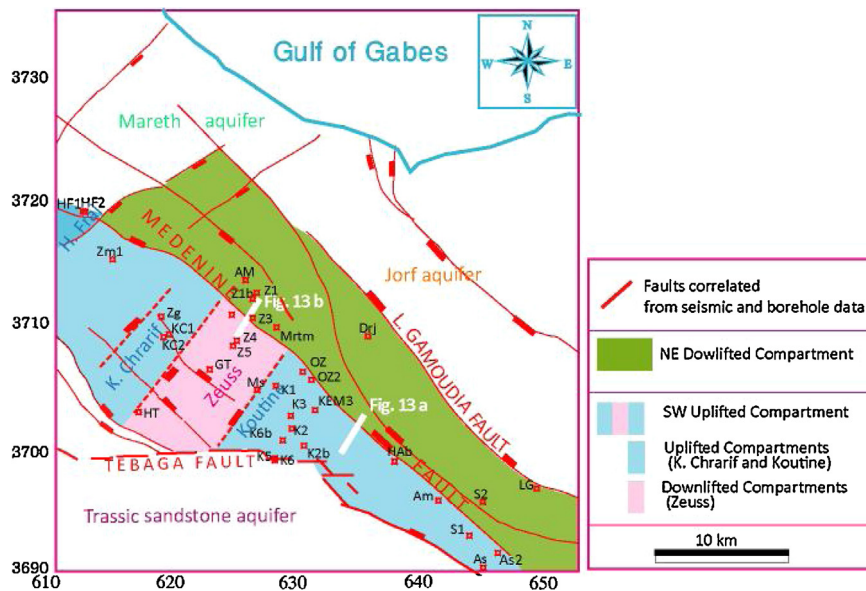 Gulf of Gabes
N
W
E
S
3730
3720
3710
3700
3690
610
620
630
640
650
Mareth aquifer
Jorf aquifer
Trassic sandstone aquifer
MEDENINE FAULT
L. GAMOUDIA FAULT
TEBAGA FAULT
K. Chrarif
Zeuss
Koutine
HF1
HF2
Zm1
AM
Z1
Z1b
Fig. 13 b
Z3
Mrtm
Z4
Z5
Zg
KC1
KC2
GT
HT
Ms
K1
OZ
OZ2
K3
KEM3
K2
K6b
K2b
K5
K6
Fig. 13 a
Drj
HAb
Am
S2
LG
S1
As
As2
Faults correlated
from seismic and borehole data
NE Dowlifted Compartment
SW Uplifted Compartment
Uplifted Compartments
(K. Chrarif and Koutine)
Downlifted Compartments
(Zeuss)
10 km